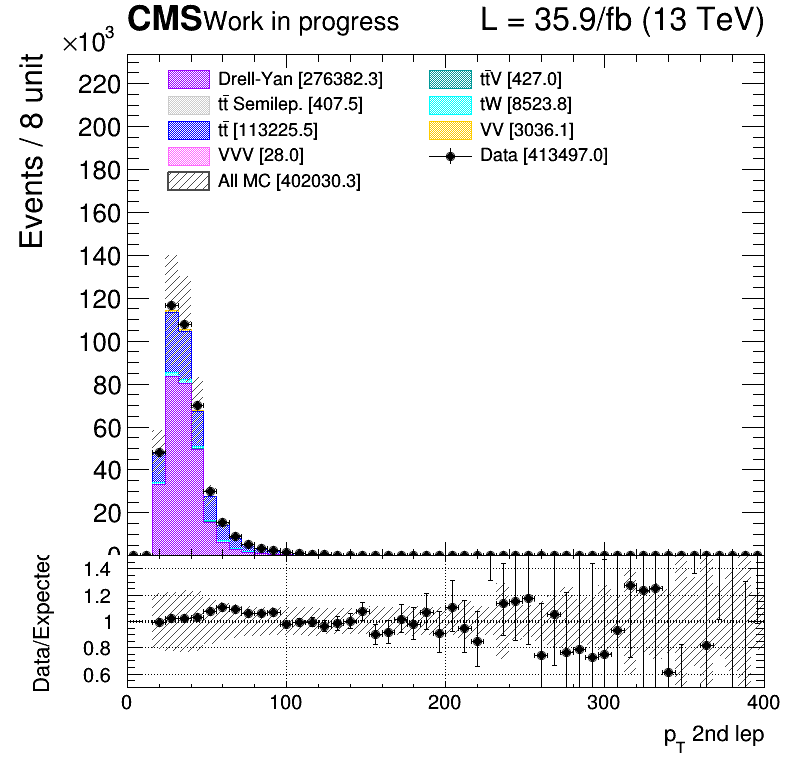 CMS Work in progress L = 35.9/fb (13 TeV)
×10³
Events / 8 unit
Drell-Yan [276382.3]
tt̄ Semilep. [407.5]
tt̄ [113225.5]
VVV [28.0]
All MC [402030.3]
tt̄V [427.0]
tW [8523.8]
VV [3036.1]
Data [413497.0]
220
200
180
160
140
120
100
80
60
40
20
0
Data/Expected
1.4
1.2
1
0.8
0.6
0 100 200 300 400
p_T 2nd lep